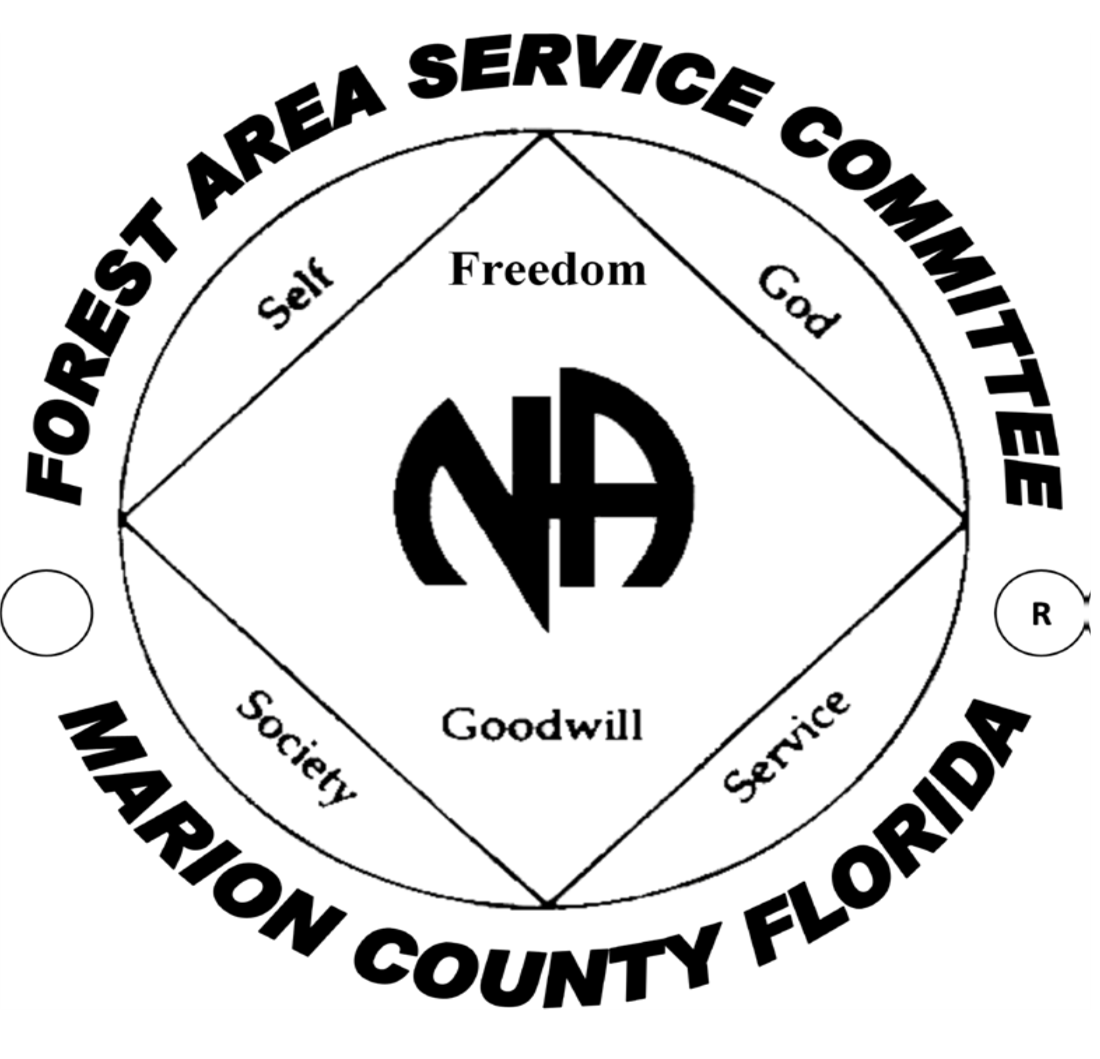 FOREST AREA SERVICE COMMITTEE
Self
Freedom
God
NA
R
Society
Goodwill
Service
MARION COUNTY FLORIDA